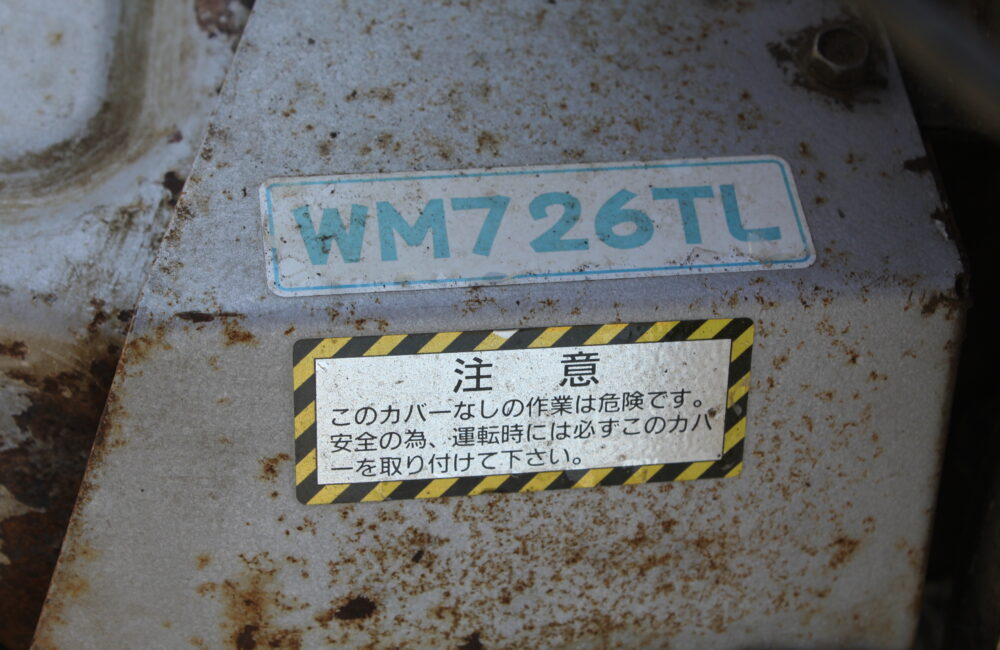 WM726TL
注 意
このカバーなしの作業は危険です。
安全の為、運転時には必ずこのカバ
ーを取り付けて下さい。